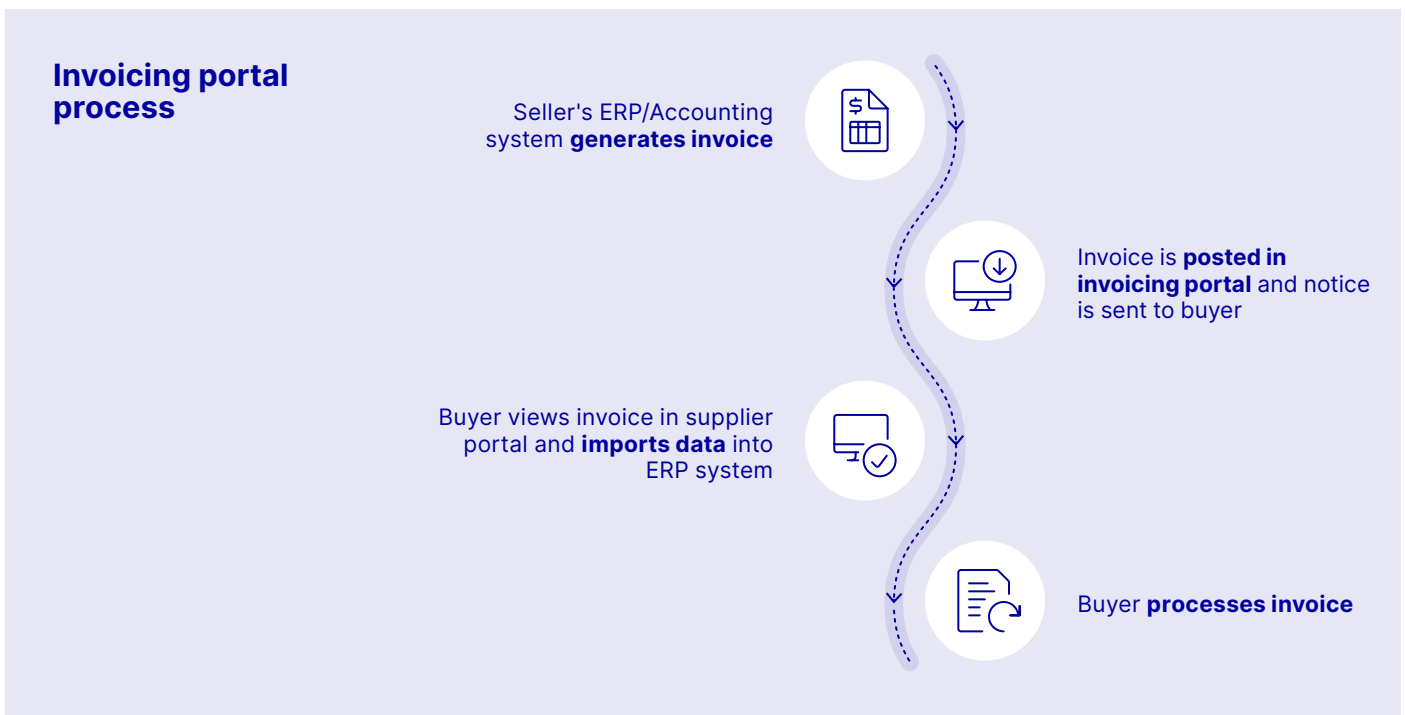 Invoicing portal
process
Seller's ERP/Accounting
system generates invoice
$
Invoice is posted in
invoicing portal and notice
is sent to buyer
Buyer views invoice in supplier
portal and imports data into
ERP system
Buyer processes invoice